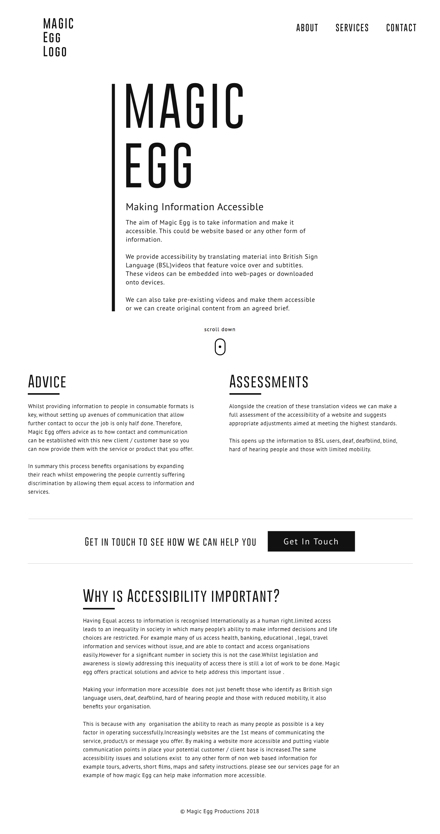 MAGIC
EGG
LOGO
ABOUT SERVICES CONTACT
MAGIC
EGG
Making Information Accessible
The aim of Magic Egg is to take information and make it
accessible. This could be website based or any other form of
information.
We provide accessibility by translating material into British Sign
Language (BSL)videos that feature voice over and subtitles.
These videos can be embedded into web-pages or downloaded
onto devices.
We can also take pre-existing videos and make them accessible
or we can create original content from an agreed brief.
scroll down
ADVICE
Whilst providing information to people in consumable formats is
key, without setting up avenues of communication that allow
further contact to occur the job is only half done. Therefore,
Magic Egg offers advice as to how contact and communication
can be established with this new client / customer base so you
can now provide them with the service or product that you offer.
In summary this process benefits organisations by expanding
their reach whilst empowering the people currently suffering
discrimination by allowing them equal access to information and
services.
ASSESSMENTS
Alongside the creation of these translation videos we can make a
full assessment of the accessibility of a website and suggests
appropriate adjustments aimed at meeting the highest standards.
This opens up the information to BSL users, deaf, deafblind, blind,
hard of hearing people and those with limited mobility.
GET IN TOUCH TO SEE HOW WE CAN HELP YOU
Get In Touch
WHY IS ACCESSIBILITY IMPORTANT?
Having Equal access to information is recognised Internationally as a human right.limited access
leads to an inequality in society in which many people's ability to make informed decisions and life
choices are restricted. For example many of us access health, banking, educational , legal, travel
information and services without issue, and are able to contact and access organisations
easily.However for a significant number in society this is not the case.Whilst legislation and
awareness is slowly addressing this inequality of access there is still a lot of work to be done. Magic
egg offers practical solutions and advice to help address this important issue .
Making your information more accessible does not just benefit those who identify as British sign
language users, deaf, deafblind, hard of hearing people and those with reduced mobility, it also
benefits your organisation.
This is because with any organisation the ability to reach as many people as possible is a key
factor in operating successfully.Increasingly websites are the 1st means of communicating the
service, product/s or message you offer. By making a website more accessible and putting viable
communication points in place your potential customer / client base is increased.The same
accessibility issues and solutions exist to any other form of non web based information for
example tours, adverts, short films, maps and safety instructions. please see our services page for an
example of how magic Egg can help make information more accessible.
© Magic Egg Productions 2018